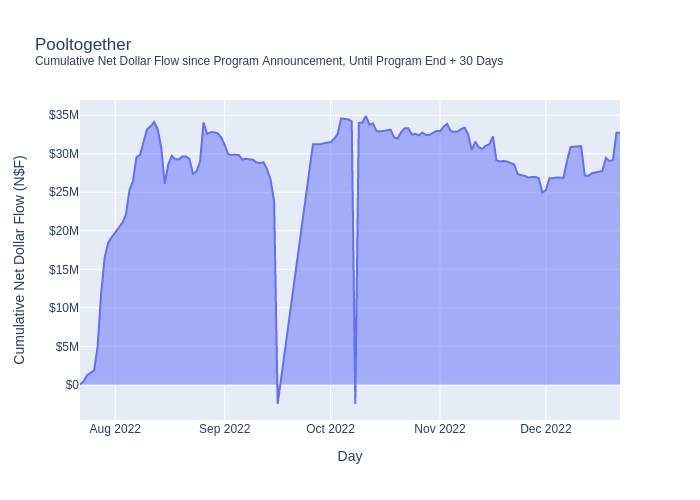 Pooltogether
Cumulative Net Dollar Flow since Program Announcement, Until Program End + 30 Days
Cumulative Net Dollar Flow (N$F)
$35M
$30M
$25M
$20M
$15M
$10M
$5M
$0
Aug 2022 Sep 2022 Oct 2022 Nov 2022 Dec 2022
Day